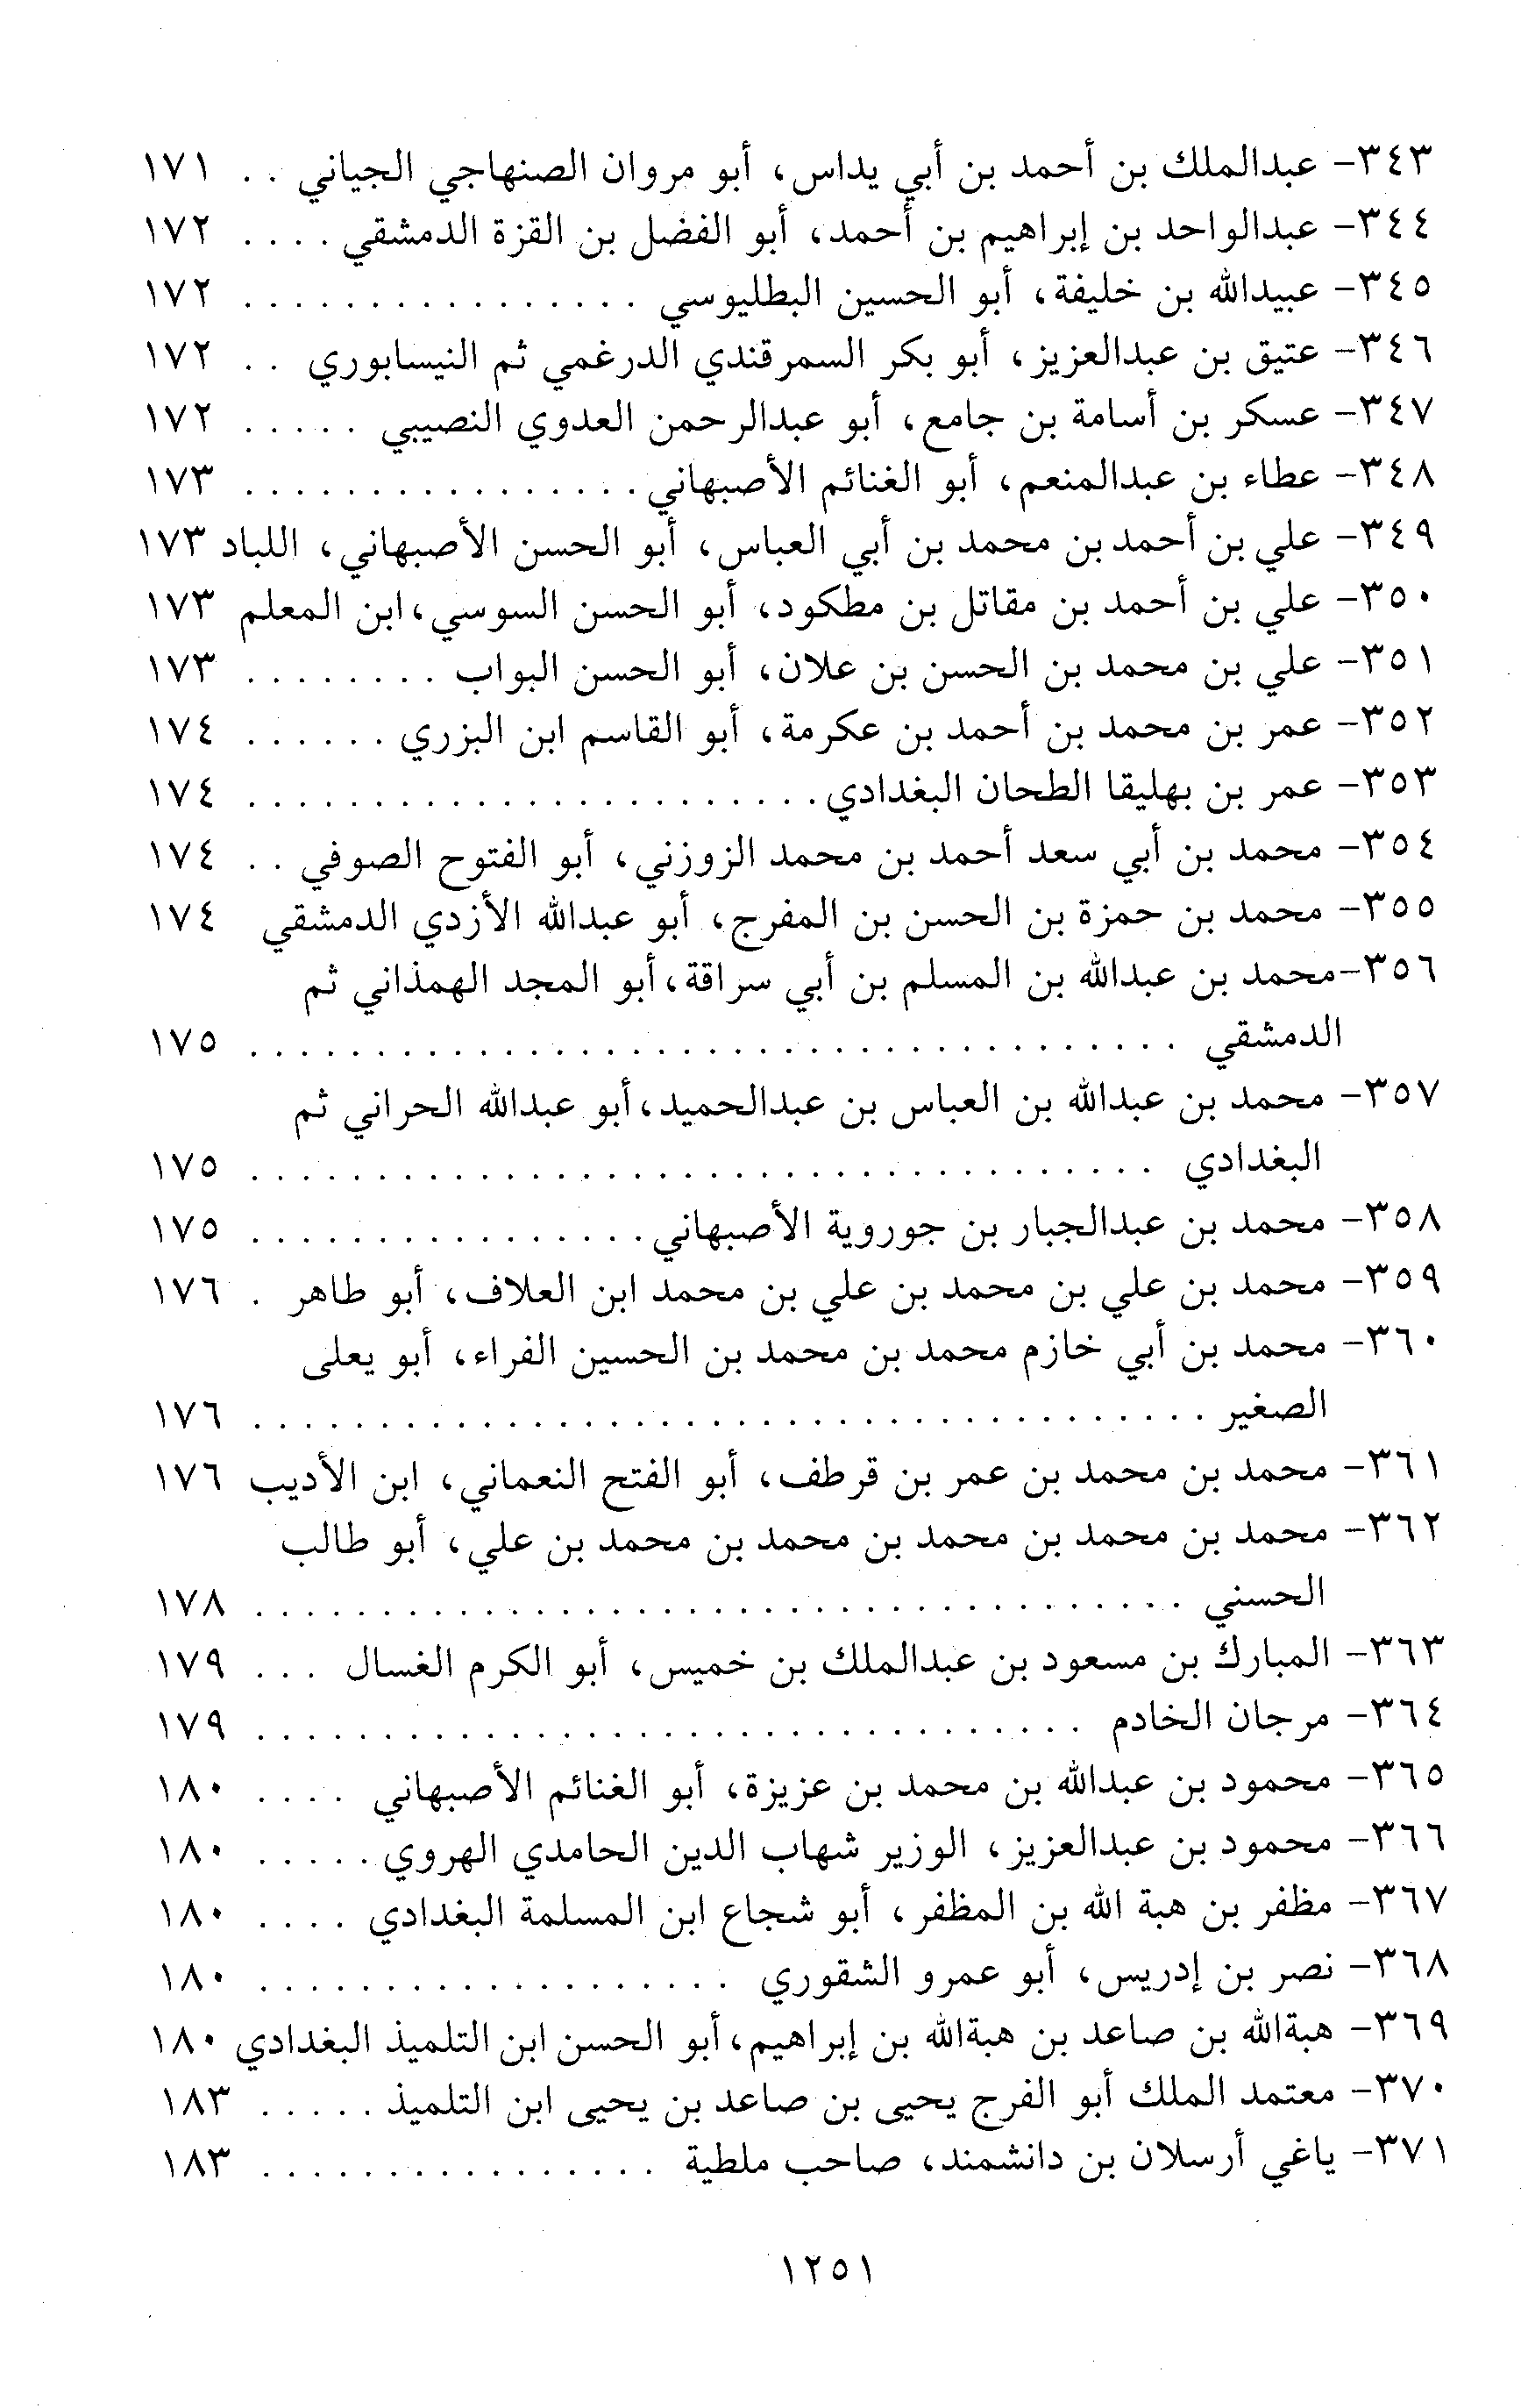 ٣٤٣- عبدالملك بن أحمد بن أبي يداس، أبو مروان الصنهاجي الجياني . . ١٧١
٣٤٤- عبدالواحد بن إبراهيم بن أحمد، أبو الفضل بن القزة الدمشقي . . . . ١٧٢
٣٤٥- عبيدالله بن خليفة، أبو الحسين البطليوسي . . . . . . . . . . . . . . . . ١٧٢
٣٤٦- عتيق بن عبدالعزيز، أبو بكر السمرقندي الدرغمي ثم النيسابوري . . ١٧٢
٣٤٧- عسكر بن أسامة بن جامع، أبو عبدالرحمن العدوي النصيبي . . . . . ١٧٢
٣٤٨- عطاء بن عبدالمنعم، أبو الغنائم الأصبهاني . . . . . . . . . . . . . . . . ١٧٣
٣٤٩- علي بن أحمد بن محمد بن أبي العباس، أبو الحسن الأصبهاني، اللباد ١٧٣
٣٥٠- علي بن أحمد بن مقاتل بن مطكود، أبو الحسن السوسي، ابن المعلم ١٧٣
٣٥١- علي بن محمد بن الحسن بن علان، أبو الحسن البواب . . . . . . . . ١٧٣
٣٥٢- عمر بن محمد بن أحمد بن عكرمة، أبو القاسم ابن البزري . . . . . . ١٧٤
٣٥٣- عمر بن بهليقا الطحان البغدادي . . . . . . . . . . . . . . . . . . . . . . . ١٧٤
٣٥٤- محمد بن أبي سعد أحمد بن محمد الزوزني، أبو الفتوح الصوفي . . ١٧٤
٣٥٥- محمد بن حمزة بن الحسن بن المفرج، أبو عبدالله الأزدي الدمشقي ١٧٤
٣٥٦-محمد بن عبدالله بن المسلم بن أبي سراقة، أبو المجد الهمذاني ثم
الدمشقي . . . . . . . . . . . . . . . . . . . . . . . . . . . . . . . . . . . . . ١٧٥
٣٥٧- محمد بن عبدالله بن العباس بن عبدالحميد، أبو عبدالله الحراني ثم
البغدادي . . . . . . . . . . . . . . . . . . . . . . . . . . . . . . . . . . . . ١٧٥
٣٥٨- محمد بن عبدالجبار بن جوروية الأصبهاني . . . . . . . . . . . . . . . . ١٧٥
٣٥٩- محمد بن علي بن محمد بن علي بن محمد ابن العلاف، أبو طاهر . ١٧٦
٣٦٠- محمد بن أبي خازم محمد بن محمد بن الحسين الفراء، أبو يعلى
الصغير . . . . . . . . . . . . . . . . . . . . . . . . . . . . . . . . . . . . . . ١٧٦
٣٦١- محمد بن محمد بن عمر بن قرطف، أبو الفتح النعماني، ابن الأديب ١٧٦
٣٦٢- محمد بن محمد بن محمد بن محمد بن محمد بن علي، أبو طالب
الحسني . . . . . . . . . . . . . . . . . . . . . . . . . . . . . . . . . . . . . ١٧٨
٣٦٣- المبارك بن مسعود بن عبدالملك بن خميس، أبو الكرم الغسال . . . ١٧٩
٣٦٤- مرجان الخادم . . . . . . . . . . . . . . . . . . . . . . . . . . . . . . . . . ١٧٩
٣٦٥- محمود بن عبدالله بن محمد بن عزيزة، أبو الغنائم الأصبهاني . . . . ١٨٠
٣٦٦- محمود بن عبدالعزيز، الوزير شهاب الدين الحامدي الهروي . . . . . ١٨٠
٣٦٧- مظفر بن هبة الله بن المظفر، أبو شجاع ابن المسلمة البغدادي . . . . ١٨٠
٣٦٨- نصر بن إدريس، أبو عمرو الشقوري . . . . . . . . . . . . . . . . . . . ١٨٠
٣٦٩- هبةالله بن صاعد بن هبةالله بن إبراهيم، أبو الحسن ابن التلميذ البغدادي ١٨٠
٣٧٠- معتمد الملك أبو الفرج يحيى بن صاعد بن يحيى ابن التلميذ . . . . . ١٨٣
٣٧١- ياغي أرسلان بن دانشمند، صاحب ملطية . . . . . . . . . . . . . . . . ١٨٣
١٢٥١